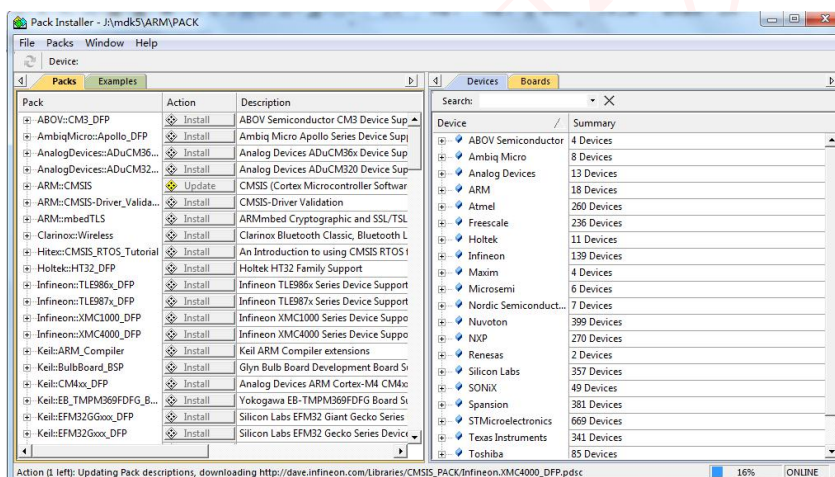 Pack Installer - J:\mdk5\ARM\PACK
File Packs Window Help
Device:
Packs Examples
Pack Action Description
ABOV::CM3_DFP Install ABOV Semiconductor CM3 Device Sup
AmbiqMicro::Apollo_DFP Install Ambiq Micro Apollo Series Device Sup
AnalogDevices::ADuCM36... Install Analog Devices ADuCM36x Device Sup
AnalogDevices::ADuCM32... Install Analog Devices ADuCM320 Device Sup
ARM::CMSIS Update CMSIS (Cortex Microcontroller Softwar
ARM::CMSIS-Driver_Valida... Install CMSIS-Driver Validation
ARM::mbedTLS Install ARMmbed Cryptographic and SSL/TSL
Clarinox::Wireless Install Clarinox Bluetooth Classic, Bluetooth L
Hitex::CMSIS_RTOS_Tutorial Install An Introduction to using CMSIS RTOS
Holtek::HT32_DFP Install Holtek HT32 Family Support
Infineon::TLE986x_DFP Install Infineon TLE986x Series Device Support
Infineon::TLE987x_DFP Install Infineon TLE987x Series Device Support
Infineon::XMC1000_DFP Install Infineon XMC1000 Series Device Suppo
Infineon::XMC4000_DFP Install Infineon XMC4000 Series Device Suppo
Keil::ARM_Compiler Install Keil ARM Compiler extensions
Keil::BulbBoard_BSP Install Glyn Bulb Board Development Board S
Keil::CM4xx_DFP Install Analog Devices ARM Cortex-M4 CM4x
Keil::EB_TMPM369FDFG_B... Install Yokogawa EB-TMPM369FDFG Board Su
Keil::EFM32GGxxx_DFP Install Silicon Labs EFM32 Giant Gecko Series
Keil::EFM32Gxxx_DFP Install Silicon Labs EFM32 Gecko Series Device
Devices Boards
Search:
Device Summary
ABOV Semiconductor 4 Devices
Ambiq Micro 8 Devices
Analog Devices 13 Devices
ARM 18 Devices
Atmel 260 Devices
Freescale 236 Devices
Holtek 11 Devices
Infineon 139 Devices
Maxim 4 Devices
Microsemi 6 Devices
Nordic Semiconduct... 7 Devices
Nuvoton 399 Devices
NXP 270 Devices
Renesas 2 Devices
Silicon Labs 357 Devices
SONiX 49 Devices
Spansion 381 Devices
STMicroelectronics 669 Devices
Texas Instruments 341 Devices
Toshiba 85 Devices
Action (1 left): Updating Pack descriptions, downloading http://dave.infineon.com/Libraries/CMSIS_PACK/Infineon.XMC4000_DFP.pdsc 16% ONLINE